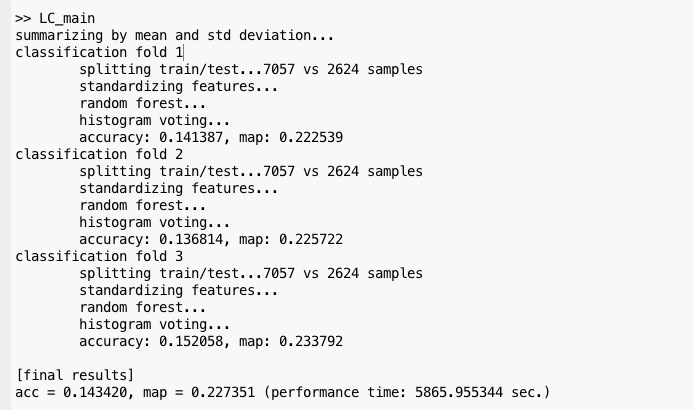 >> LC_main
summarizing by mean and std deviation...
classification fold 1
splitting train/test...7057 vs 2624 samples
standardizing features...
random forest...
histogram voting...
accuracy: 0.141387, map: 0.222539
classification fold 2
splitting train/test...7057 vs 2624 samples
standardizing features...
random forest...
histogram voting...
accuracy: 0.136814, map: 0.225722
classification fold 3
splitting train/test...7057 vs 2624 samples
standardizing features...
random forest...
histogram voting...
accuracy: 0.152058, map: 0.233792
[final results]
acc = 0.143420, map = 0.227351 (performance time: 5865.955344 sec.)